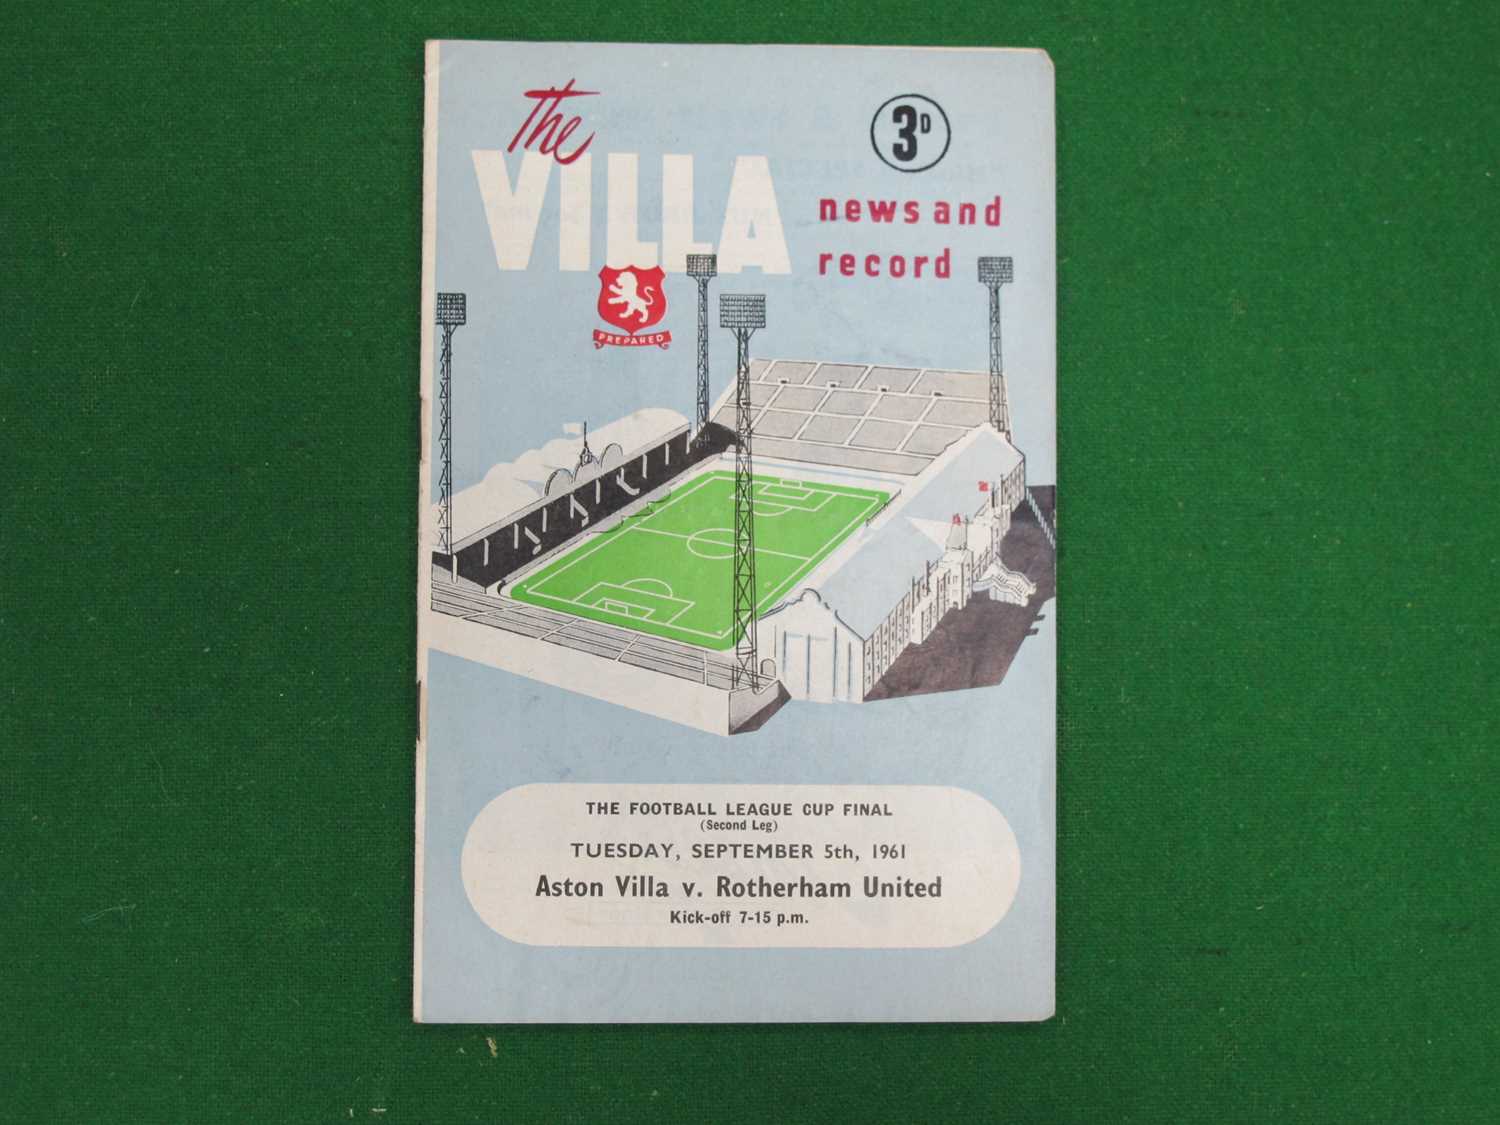 The
VILLA
3D
news and
record
PREPARED
THE FOOTBALL LEAGUE CUP FINAL
(Second Leg)
TUESDAY, SEPTEMBER 5th, 1961
Aston Villa v. Rotherham United
Kick-off 7-15 p.m.